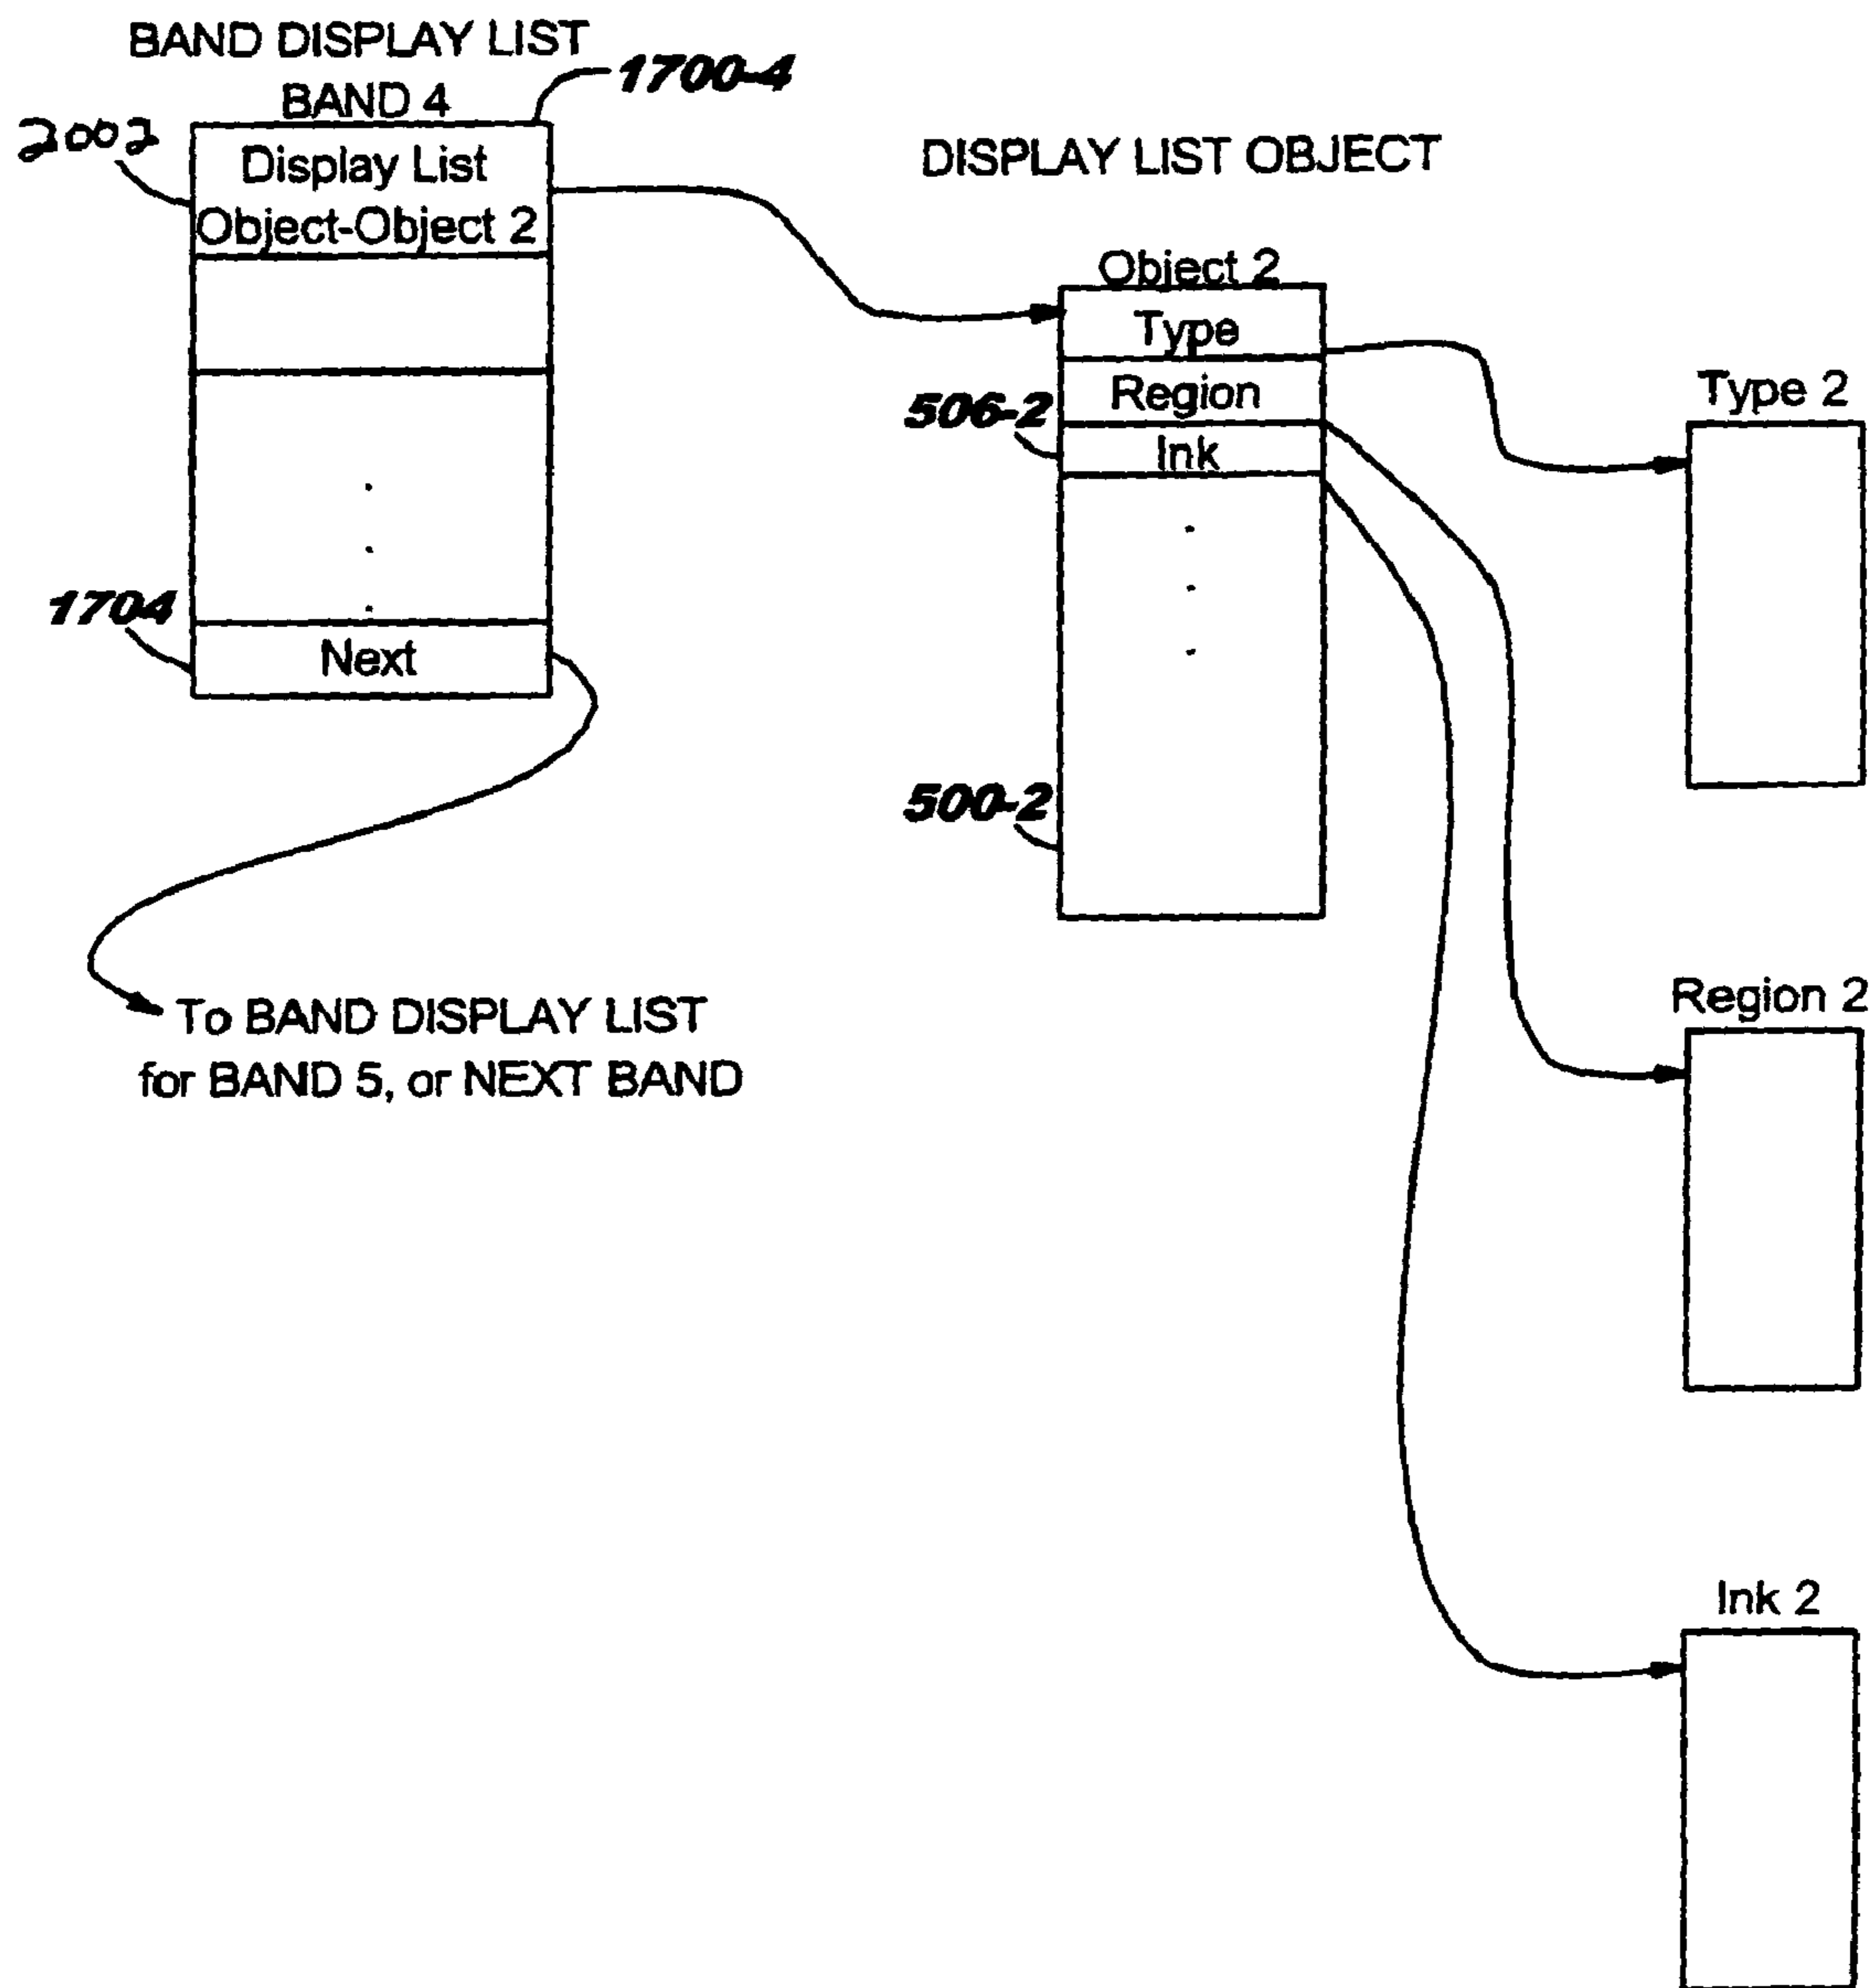 BAND DISPLAY LIST
BAND 4
1700-4
2002
Display List
Object-Object 2
1704
Next
To BAND DISPLAY LIST
for BAND 5, or NEXT BAND
DISPLAY LIST OBJECT
Object 2
Type
Region
506-2
Ink
500-2
Type 2
Region 2
Ink 2